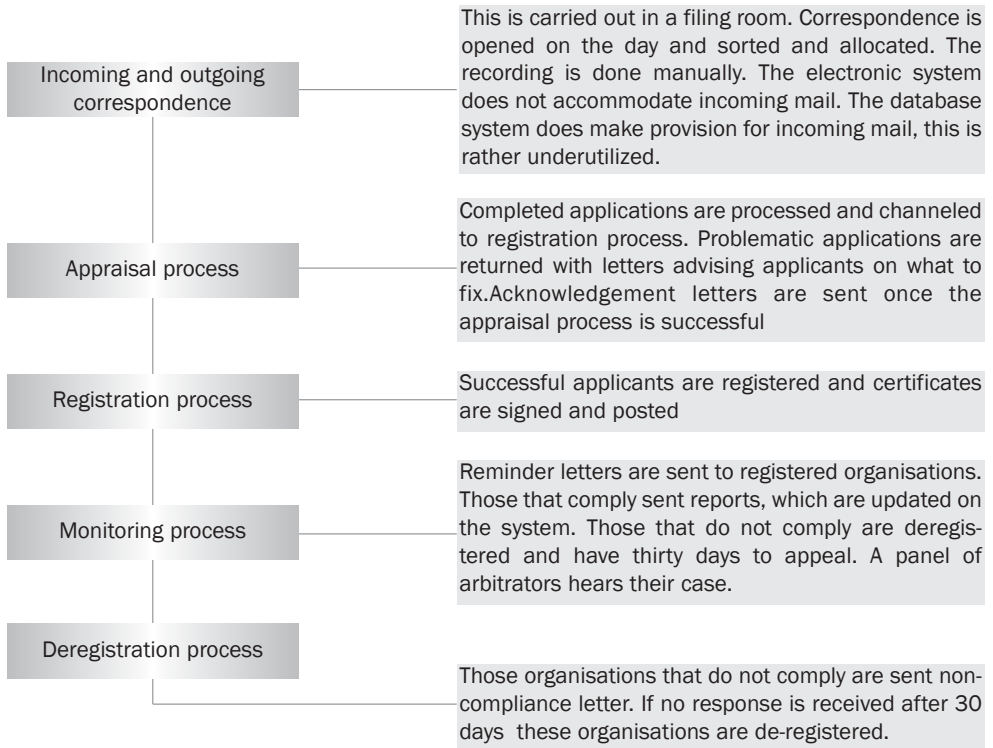 Incoming and outgoing
correspondence
This is carried out in a filing room. Correspondence is
opened on the day and sorted and allocated. The
recording is done manually. The electronic system
does not accommodate incoming mail. The database
system does make provision for incoming mail, this is
rather underutilized.
Appraisal process
Completed applications are processed and channeled
to registration process. Problematic applications are
returned with letters advising applicants on what to
fix.Acknowledgement letters are sent once the
appraisal process is successful
Registration process
Successful applicants are registered and certificates
are signed and posted
Monitoring process
Reminder letters are sent to registered organisations.
Those that comply sent reports, which are updated on
the system. Those that do not comply are deregis-
tered and have thirty days to appeal. A panel of
arbitrators hears their case.
Deregistration process
Those organisations that do not comply are sent non-
compliance letter. If no response is received after 30
days these organisations are de-registered.